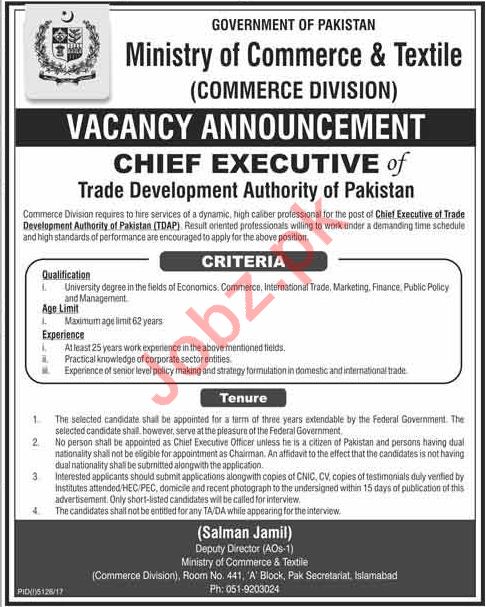 GOVERNMENT OF PAKISTAN
Ministry of Commerce & Textile
(COMMERCE DIVISION)
VACANCY ANNOUNCEMENT
CHIEF EXECUTIVE of
Trade Development Authority of Pakistan
Commerce Division requires to hire services of a dynamic, high caliber professional for the post of Chief Executive of Trade
Development Authority of Pakistan (TDAP). Result oriented professionals willing to work under a demanding time schedule
and high standards of performance are encouraged to apply for the above position.
CRITERIA
Qualification
i. University degree in the fields of Economics, Commerce, International Trade, Marketing, Finance, Public Policy
and Management.
Age Limit
i. Maximum age limit 62 years
Experience
i. At least 25 years work experience in the above mentioned fields.
ii. Practical knowledge of corporate sector entities.
iii. Experience of senior level policy making and strategy formulation in domestic and international trade.
Tenure
1. The selected candidate shall be appointed for a term of three years extendable by the Federal Government. The
selected candidate shall, however, serve at the pleasure of the Federal Government.
2. No person shall be appointed as Chief Executive Officer unless he is a citizen of Pakistan and persons having dual
nationality shall not be eligible for appointment as Chairman. An affidavit to the effect that the candidates is not having
dual nationality shall be submitted alongwith the application.
3. Interested applicants should submit applications alongwith copies of CNIC, CV, copies of testimonials duly verified by
Institutes attended/HEC/PEC, domicile and recent photograph to the undersigned within 15 days of publication of this
advertisement. Only short-listed candidates will be called for interview.
4. The candidates shall not be entitled for any TA/DA while appearing for the interview.
(Salman Jamil)
Deputy Director (AOs-1)
Ministry of Commerce & Textile
(Commerce Division), Room No. 441, 'A' Block, Pak Secretariat, Islamabad
Ph: 051-9203024
PID(I)5126/17
Jobz.pk